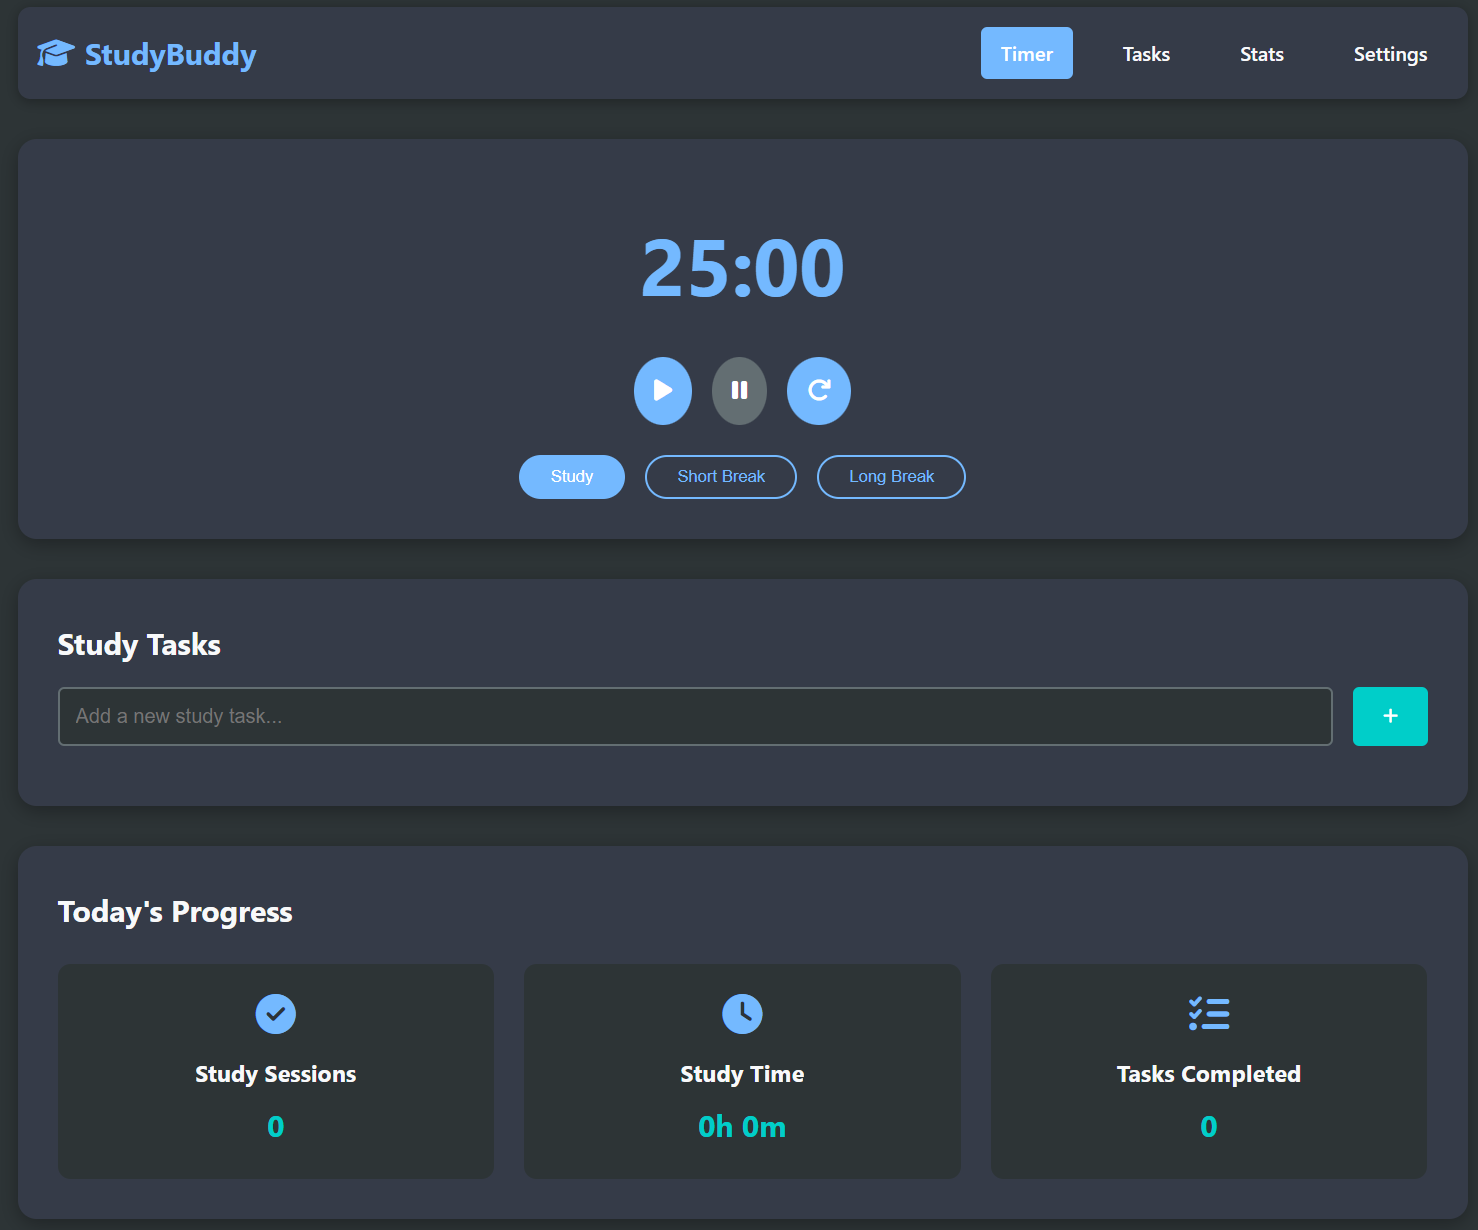 StudyBuddy
Timer Tasks Stats Settings
25:00
Study Short Break Long Break
Study Tasks
Add a new study task...
+
Today's Progress
Study Sessions
0
Study Time
0h 0m
Tasks Completed
0